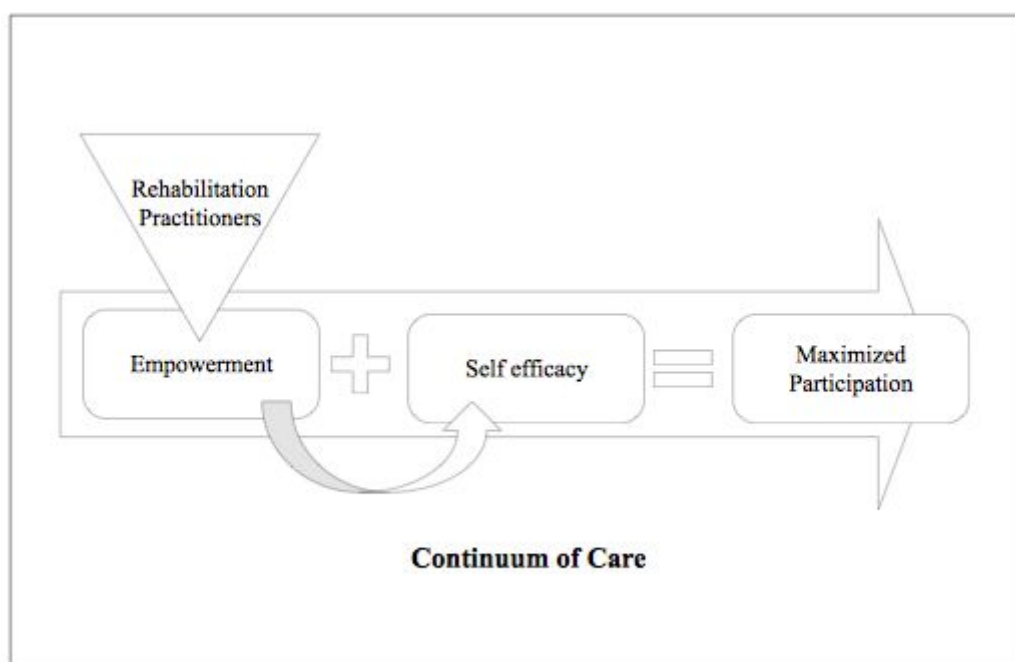 Rehabilitation
Practitioners
Empowerment
Self efficacy
Maximized
Participation
Continuum of Care